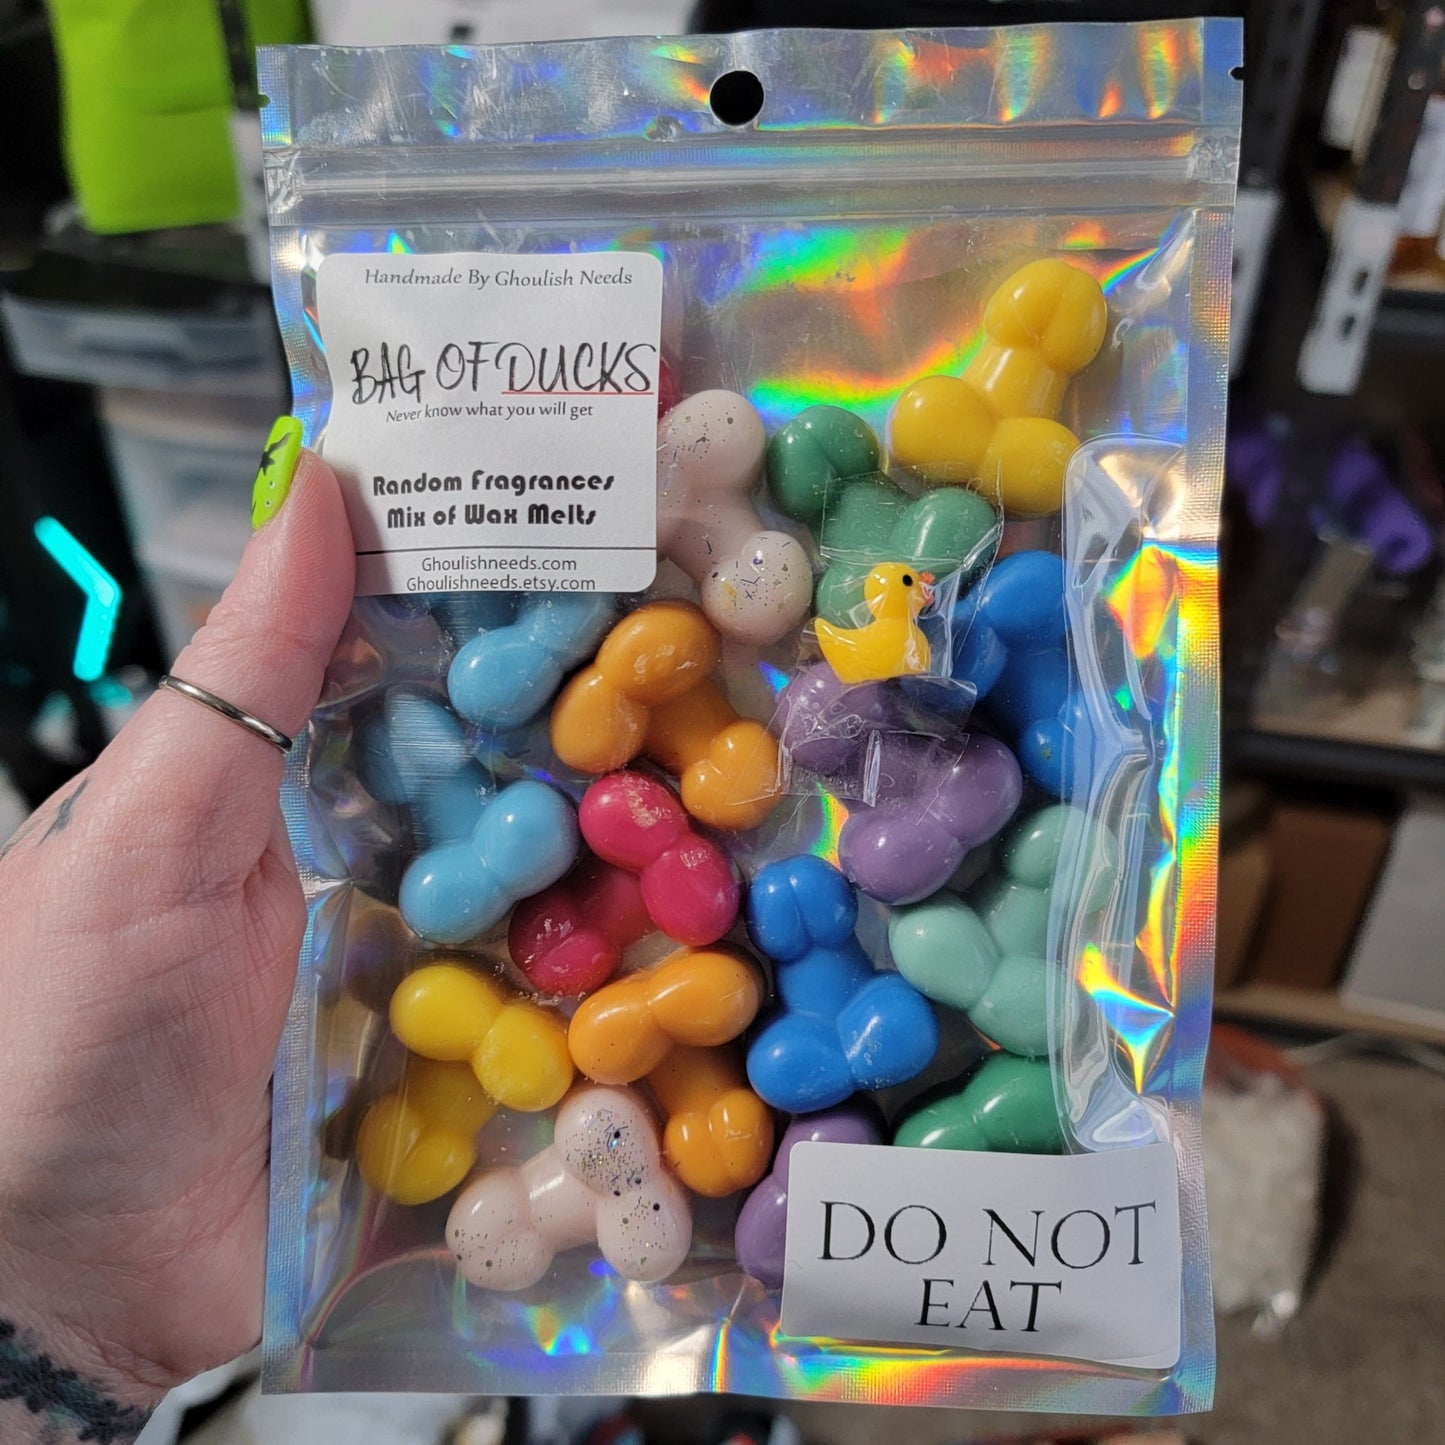 Handmade By Ghoulish Needs
BAG OF DUCKS
Never know what you will get
Random Fragrances
Mix of Wax Melts
Ghoulishneeds.com
Ghoulishneeds.etsy.com
DO NOT
EAT